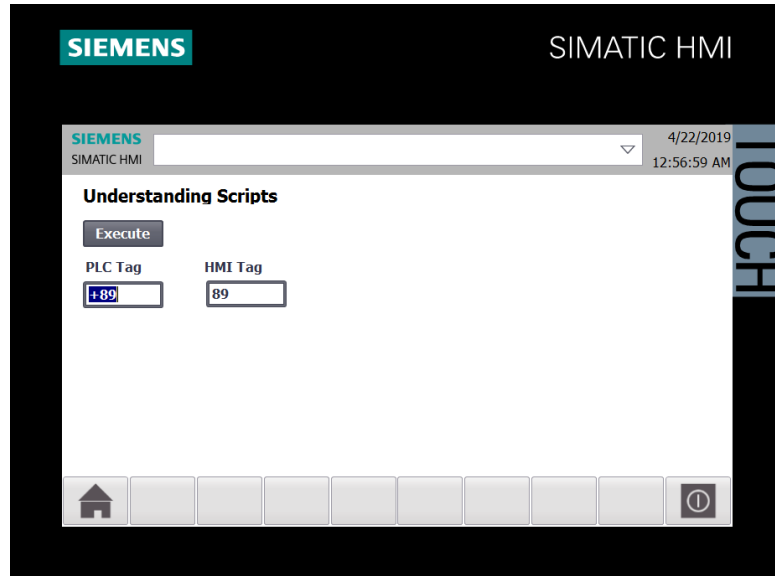 SIEMENS
SIMATIC HMI
SIEMENS
SIMATIC HMI
4/22/2019
12:56:59 AM
TOUCH
Understanding Scripts
Execute
PLC Tag
HMI Tag
+89
89